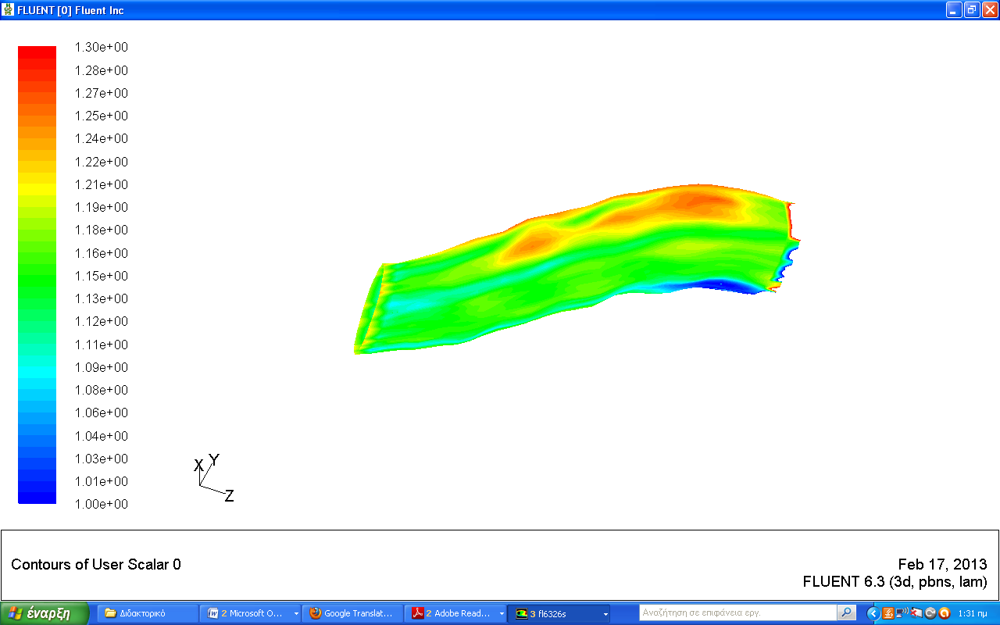 FLUENT [0] Fluent Inc
1.30e+00
1.28e+00
1.27e+00
1.25e+00
1.24e+00
1.22e+00
1.21e+00
1.19e+00
1.18e+00
1.16e+00
1.15e+00
1.13e+00
1.12e+00
1.11e+00
1.09e+00
1.08e+00
1.06e+00
1.04e+00
1.03e+00
1.01e+00
1.00e+00
X Y
Z
Contours of User Scalar 0
Feb 17, 2013
FLUENT 6.3 (3d, pbns, lam)
έναρξη Διδακτορικό 2 Microsoft O... Google Translat... 2 Adobe Read... 3 fl6326s Αναζήτηση σε επιφάνεια εργ. 1:31 πμ